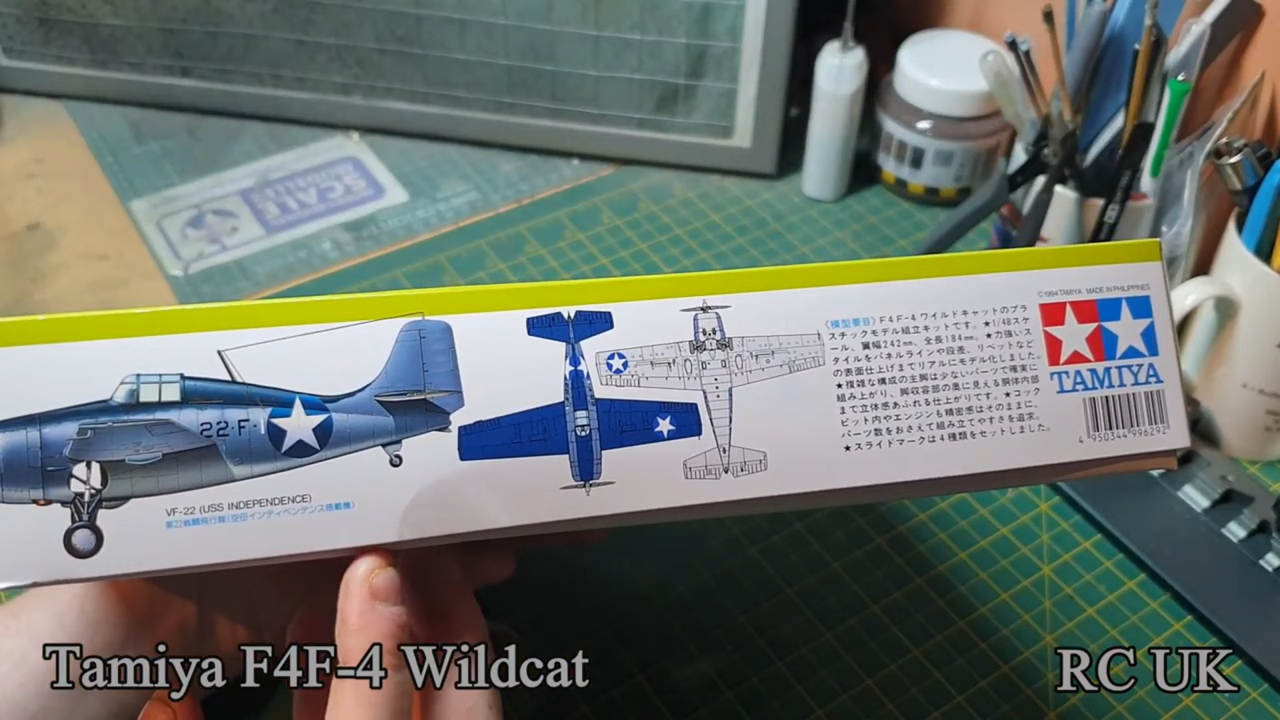 SCALE
22-F-1
VF-22 (USS INDEPENDENCE)
第22戦闘飛行隊 (空母インディペンデンス搭載機)
《模型要目》F4F-4 ワイルドキャットのプラ
スチックモデル組立キットです。★1/48スケ
ール、翼幅242mm、全長184mm。★力強いス
タイルをパネルラインや段差、リベットなど
の表面仕上げまでリアルにモデル化しました。
★複雑な構成の主脚は少ないパーツで確実に
組み上がり、脚収容部の奥に見える胴体内部
まで立体感あふれる仕上がりです。★コック
ピット内やエンジンも精密感はそのままに、
パーツ数をおさえて組み立てやすさを追求。
★スライドマークは4種類をセットしました。
©1994 TAMIYA MADE IN PHILIPPINES
TAMIYA
4 950344 996292
Tamiya F4F-4 Wildcat
RC UK